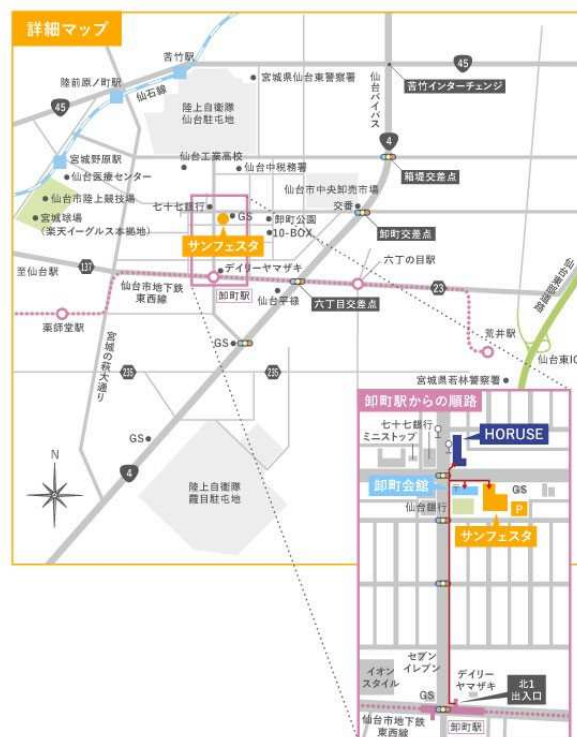 詳細マップ
苦竹駅
陸前原ノ町駅
仙石線
45
宮城県仙台東警察署
陸上自衛隊
仙台駐屯地
仙台バイパス
45
苦竹インターチェンジ
4
宮城野原駅
仙台医療センター
仙台工業高校
仙台中税務署
箱堤交差点
仙台市陸上競技場
宮城球場
(楽天イーグルス本拠地)
七十七銀行
GS
卸町公園
10-BOX
仙台市中央卸売市場
交番
卸町交差点
サンフェスタ
至仙台駅
137
デイリーヤマザキ
六丁の目駅
仙台市地下鉄
東西線
卸町駅
仙台平禄
六丁目交差点
23
仙台東部道路
薬師堂駅
宮城の萩大通り
GS
荒井駅
仙台東IC
235
235
宮城県若林警察署
GS
N
4
陸上自衛隊
霞目駐屯地
卸町駅からの順路
七十七銀行
ミニストップ
HORUSE
卸町会館
GS
仙台銀行
P
サンフェスタ
セブン
イレブン
イオン
スタイル
デイリー
ヤマザキ
北1
出入口
GS
仙台市地下鉄
東西線
卸町駅